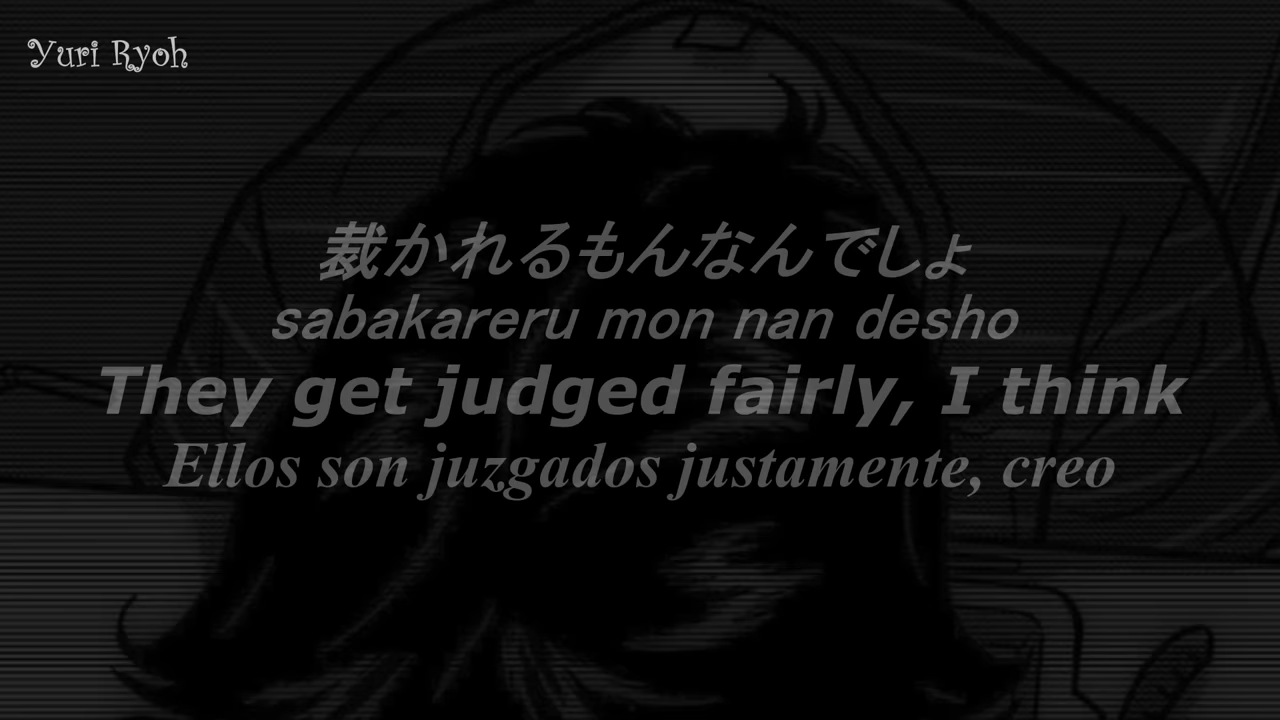 Yuri Ryoh
裁かれるもんなんでしょ
sabakareru mon nan desho
They get judged fairly, I think
Ellos son juzgados justamente, creo